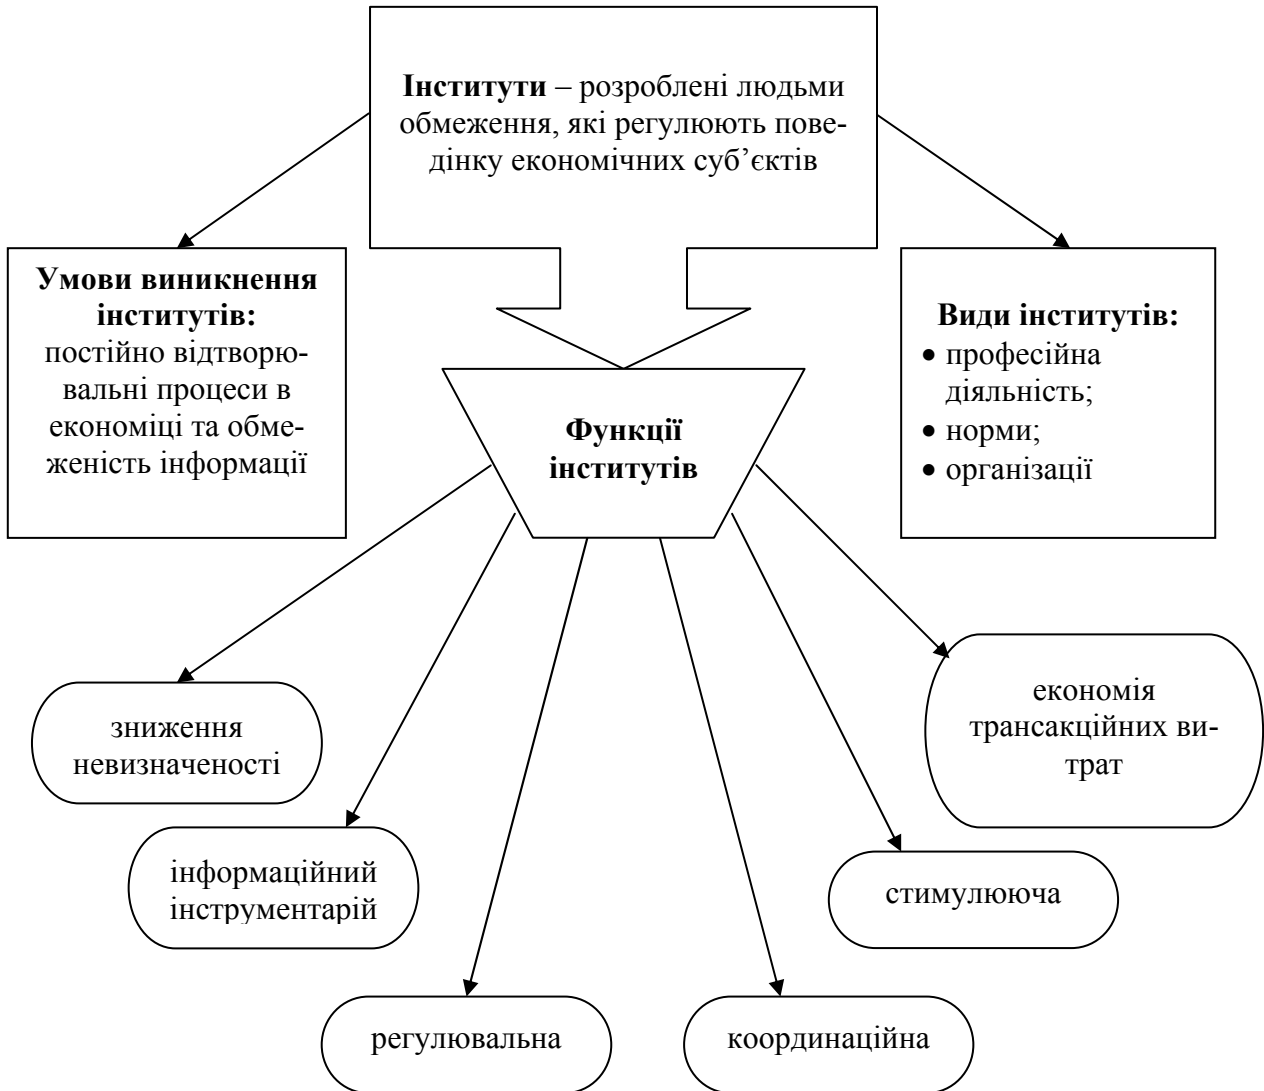 Інститути – розроблені людьми
обмеження, які регулюють пове-
дінку економічних суб’єктів
Умови виникнення
інститутів:
постійно відтворю-
вальні процеси в
економіці та обме-
женість інформації
Види інститутів:
• професійна
діяльність;
• норми;
• організації
Функції
інститутів
зниження
невизначеності
інформаційний
інструментарій
регулювальна
координаційна
стимулююча
економія
трансакційних ви-
трат